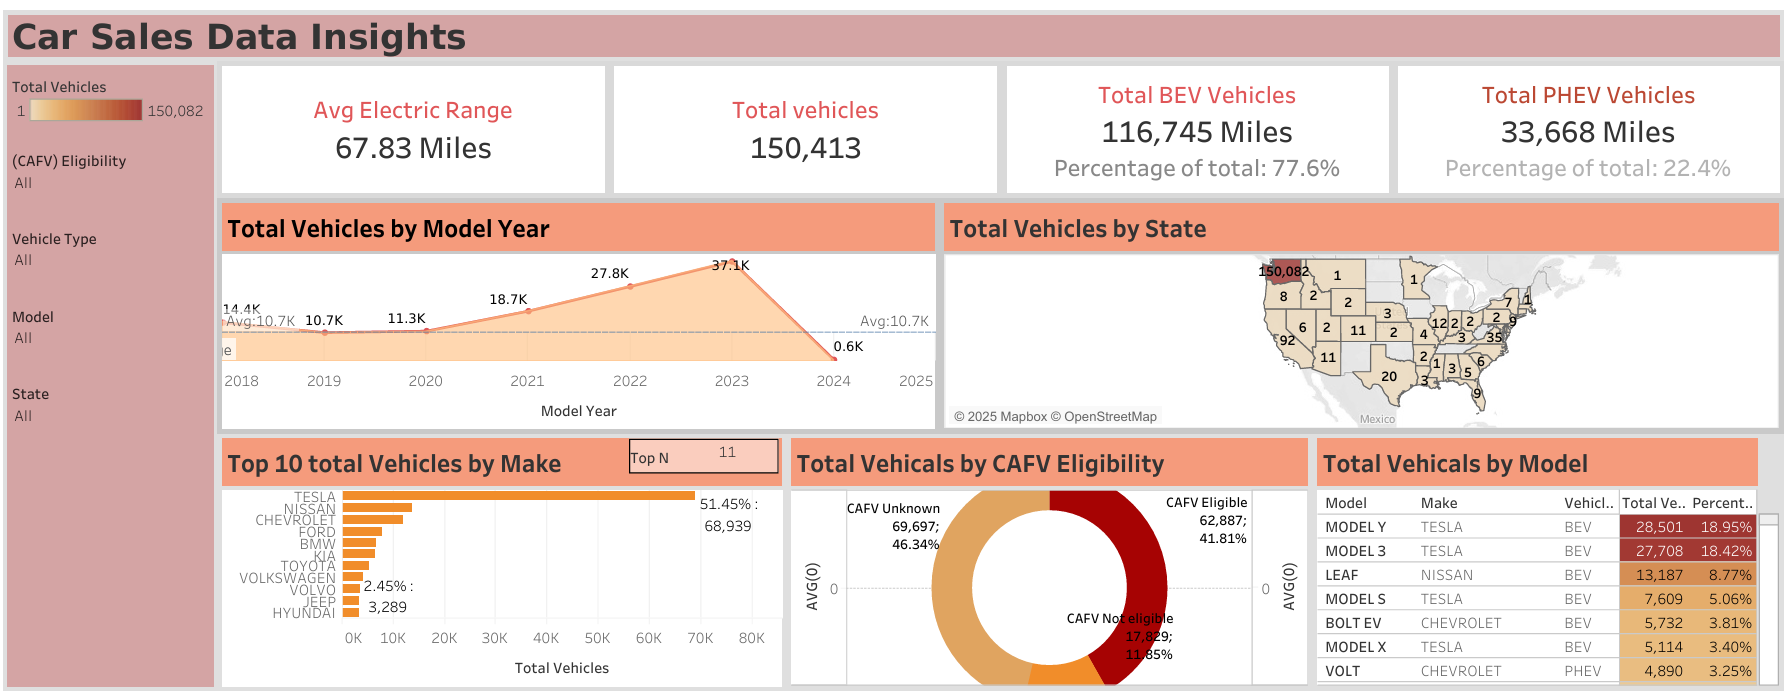 Car Sales Data Insights
Total Vehicles
1 150,082
(CAFV) Eligibility
All
Vehicle Type
All
Model
All
State
All
Avg Electric Range
67.83 Miles
Total vehicles
150,413
Total BEV Vehicles
116,745 Miles
Percentage of total: 77.6%
Total PHEV Vehicles
33,668 Miles
Percentage of total: 22.4%
Total Vehicles by Model Year
37.1K
27.8K
18.7K
14.4K
11.3K
10.7K
Avg:10.7K Avg:10.7K
0.6K
ge
2018 2019 2020 2021 2022 2023 2024 2025
Model Year
Total Vehicles by State
150,082 1 1
8 2 2 7 1
3 2 9
6 2 11 2 12 2 2
92 4 3 35
11 2 1 3 5 6
20 3 9
Mexico
© 2025 Mapbox © OpenStreetMap
Top 10 total Vehicles by Make
Top N 11
TESLA
NISSAN
CHEVROLET
FORD
BMW
KIA
TOYOTA
VOLKSWAGEN
VOLVO
JEEP
HYUNDAI
51.45% :
68,939
2.45% :
3,289
0K 10K 20K 30K 40K 50K 60K 70K 80K
Total Vehicles
Total Vehicals by CAFV Eligibility
CAFV Unknown
69,697;
46.34%
CAFV Eligible
62,887;
41.81%
CAFV Not eligible
17,829;
11.85%
AVG(0) 0
0 AVG(0)
Total Vehicals by Model
Model Make Vehicl.. Total Ve.. Percent..
MODEL Y TESLA BEV 28,501 18.95%
MODEL 3 TESLA BEV 27,708 18.42%
LEAF NISSAN BEV 13,187 8.77%
MODEL S TESLA BEV 7,609 5.06%
BOLT EV CHEVROLET BEV 5,732 3.81%
MODEL X TESLA BEV 5,114 3.40%
VOLT CHEVROLET PHEV 4,890 3.25%